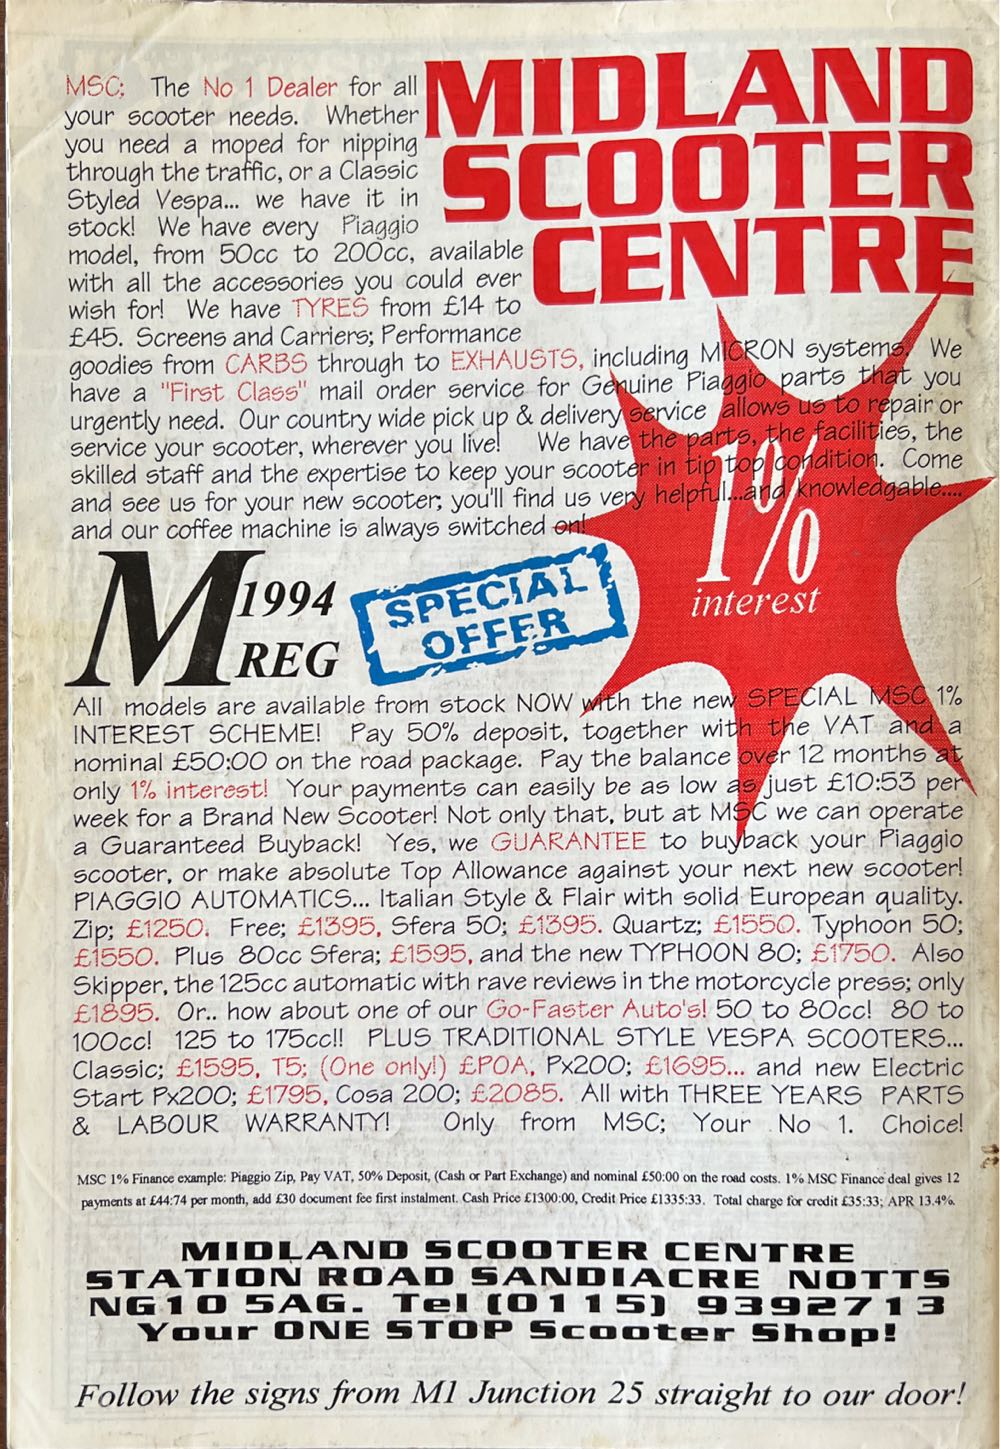 MIDLAND
SCOOTER
CENTRE
MSC; The No 1 Dealer for all
your scooter needs. Whether
you need a moped for nipping
through the traffic, or a Classic
Styled Vespa... we have it in
stock! We have every Piaggio
model, from 50cc to 200cc, available
with all the accessories you could ever
wish for! We have TYRES from £14 to
£45. Screens and Carriers; Performance
goodies from CARBS through to EXHAUSTS, including MICRON systems. We
have a "First Class" mail order service for Genuine Piaggio parts that you
urgently need. Our country wide pick up & delivery service allows us to repair or
service your scooter, wherever you live! We have the parts, the facilities, the
skilled staff and the expertise to keep your scooter in tip top condition. Come
and see us for your new scooter; you'll find us very helpful...and knowledgable....
and our coffee machine is always switched on!
1%
interest
M 1994
REG
SPECIAL
OFFER
All models are available from stock NOW with the new SPECIAL MSC 1%
INTEREST SCHEME! Pay 50% deposit, together with the VAT and a
nominal £50:00 on the road package. Pay the balance over 12 months at
only 1% interest! Your payments can easily be as low as just £10:53 per
week for a Brand New Scooter! Not only that, but at MSC we can operate
a Guaranteed Buyback! Yes, we GUARANTEE to buyback your Piaggio
scooter, or make absolute Top Allowance against your next new scooter!
PIAGGIO AUTOMATICS... Italian Style & Flair with solid European quality.
Zip; £1250. Free; £1395, Sfera 50; £1395. Quartz; £1550. Typhoon 50;
£1550. Plus 80cc Sfera; £1595, and the new TYPHOON 80; £1750. Also
Skipper, the 125cc automatic with rave reviews in the motorcycle press; only
£1895. Or.. how about one of our Go-Faster Auto's! 50 to 80cc! 80 to
100cc! 125 to 175cc!! PLUS TRADITIONAL STYLE VESPA SCOOTERS...
Classic; £1595, T5; (One only!) £POA, Px200; £1695... and new Electric
Start Px200; £1795, Cosa 200; £2085. All with THREE YEARS PARTS
& LABOUR WARRANTY! Only from MSC; Your No 1. Choice!
MSC 1% Finance example: Piaggio Zip, Pay VAT, 50% Deposit, (Cash or Part Exchange) and nominal £50:00 on the road costs. 1% MSC Finance deal gives 12
payments at £44:74 per month, add £30 document fee first instalment. Cash Price £1300:00, Credit Price £1335:33. Total charge for credit £35:33; APR 13.4%.
MIDLAND SCOOTER CENTRE
STATION ROAD SANDIACRE NOTTS
NG10 5AG. Tel (0115) 9392713
Your ONE STOP Scooter Shop!
Follow the signs from M1 Junction 25 straight to our door!